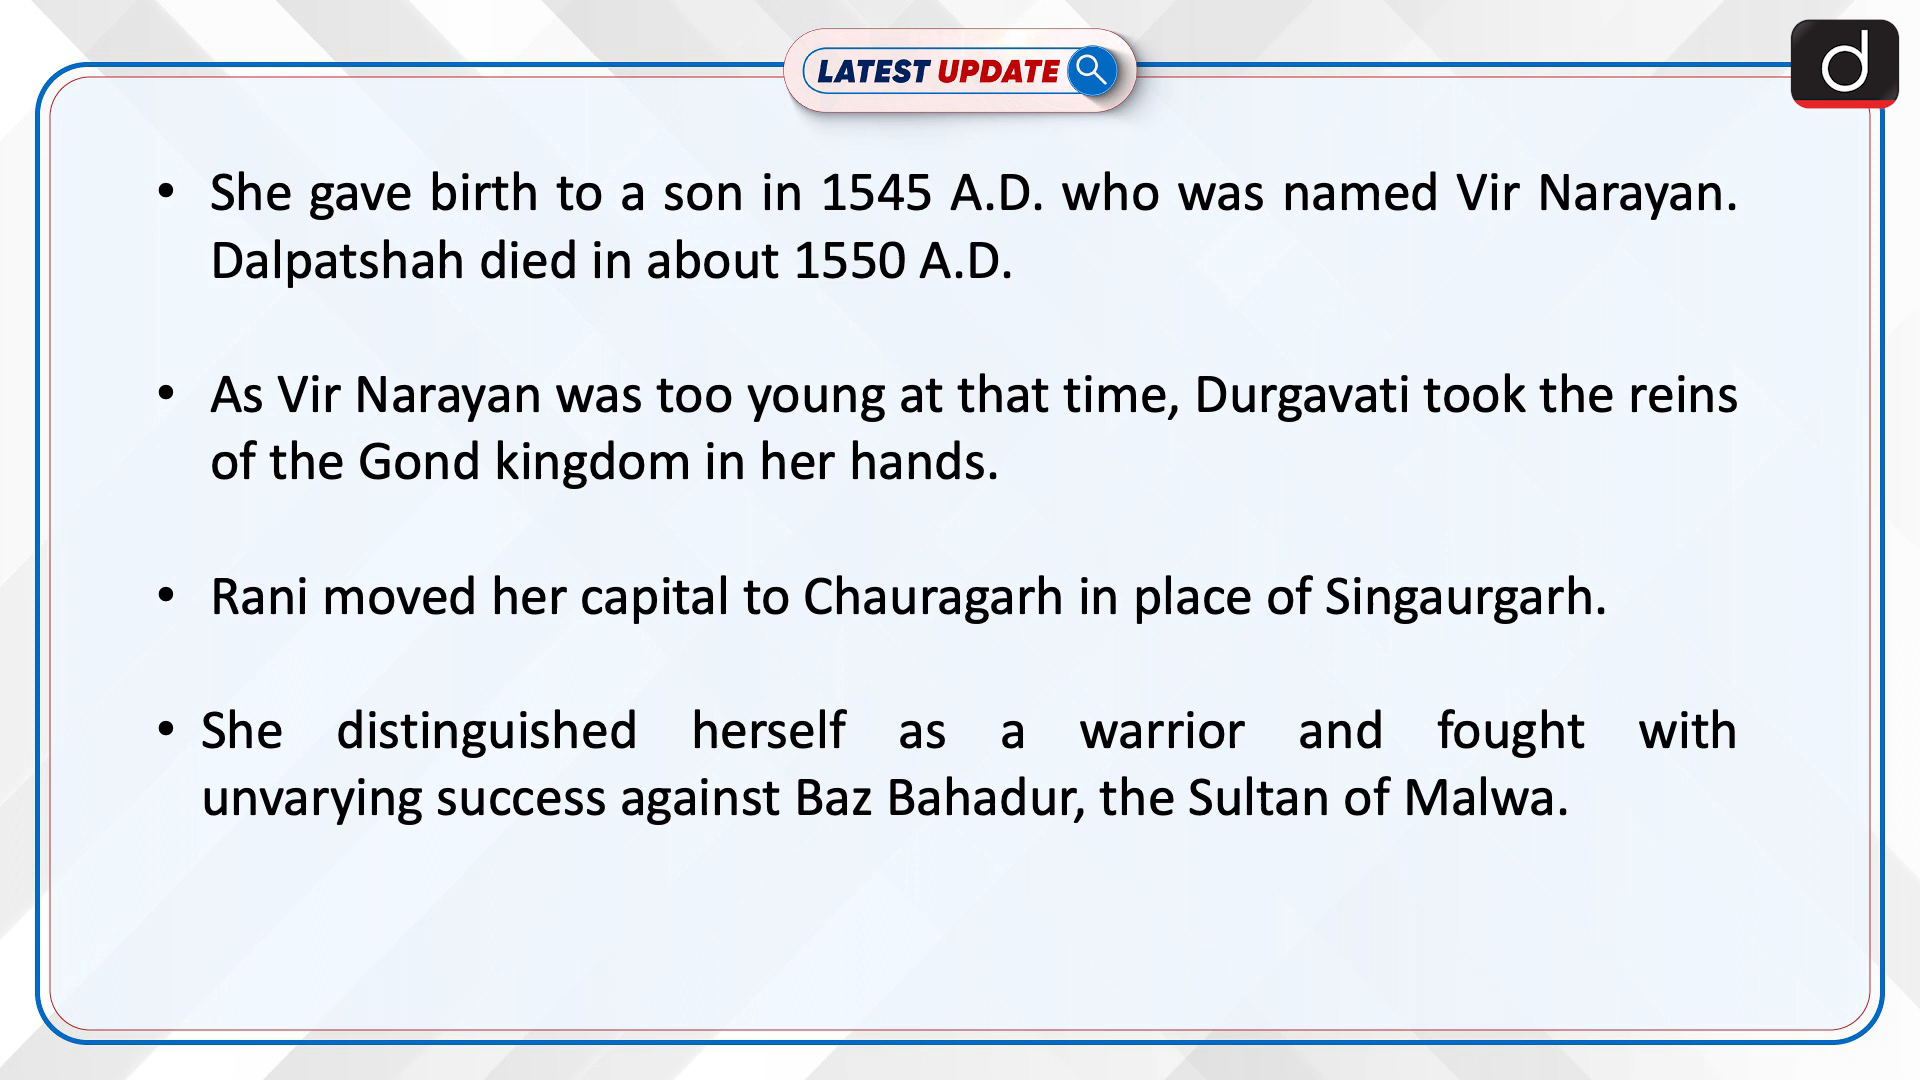 LATEST UPDATE
d
• She gave birth to a son in 1545 A.D. who was named Vir Narayan.
Dalpatshah died in about 1550 A.D.
• As Vir Narayan was too young at that time, Durgavati took the reins
of the Gond kingdom in her hands.
• Rani moved her capital to Chauragarh in place of Singaurgarh.
• She distinguished herself as a warrior and fought with
unvarying success against Baz Bahadur, the Sultan of Malwa.